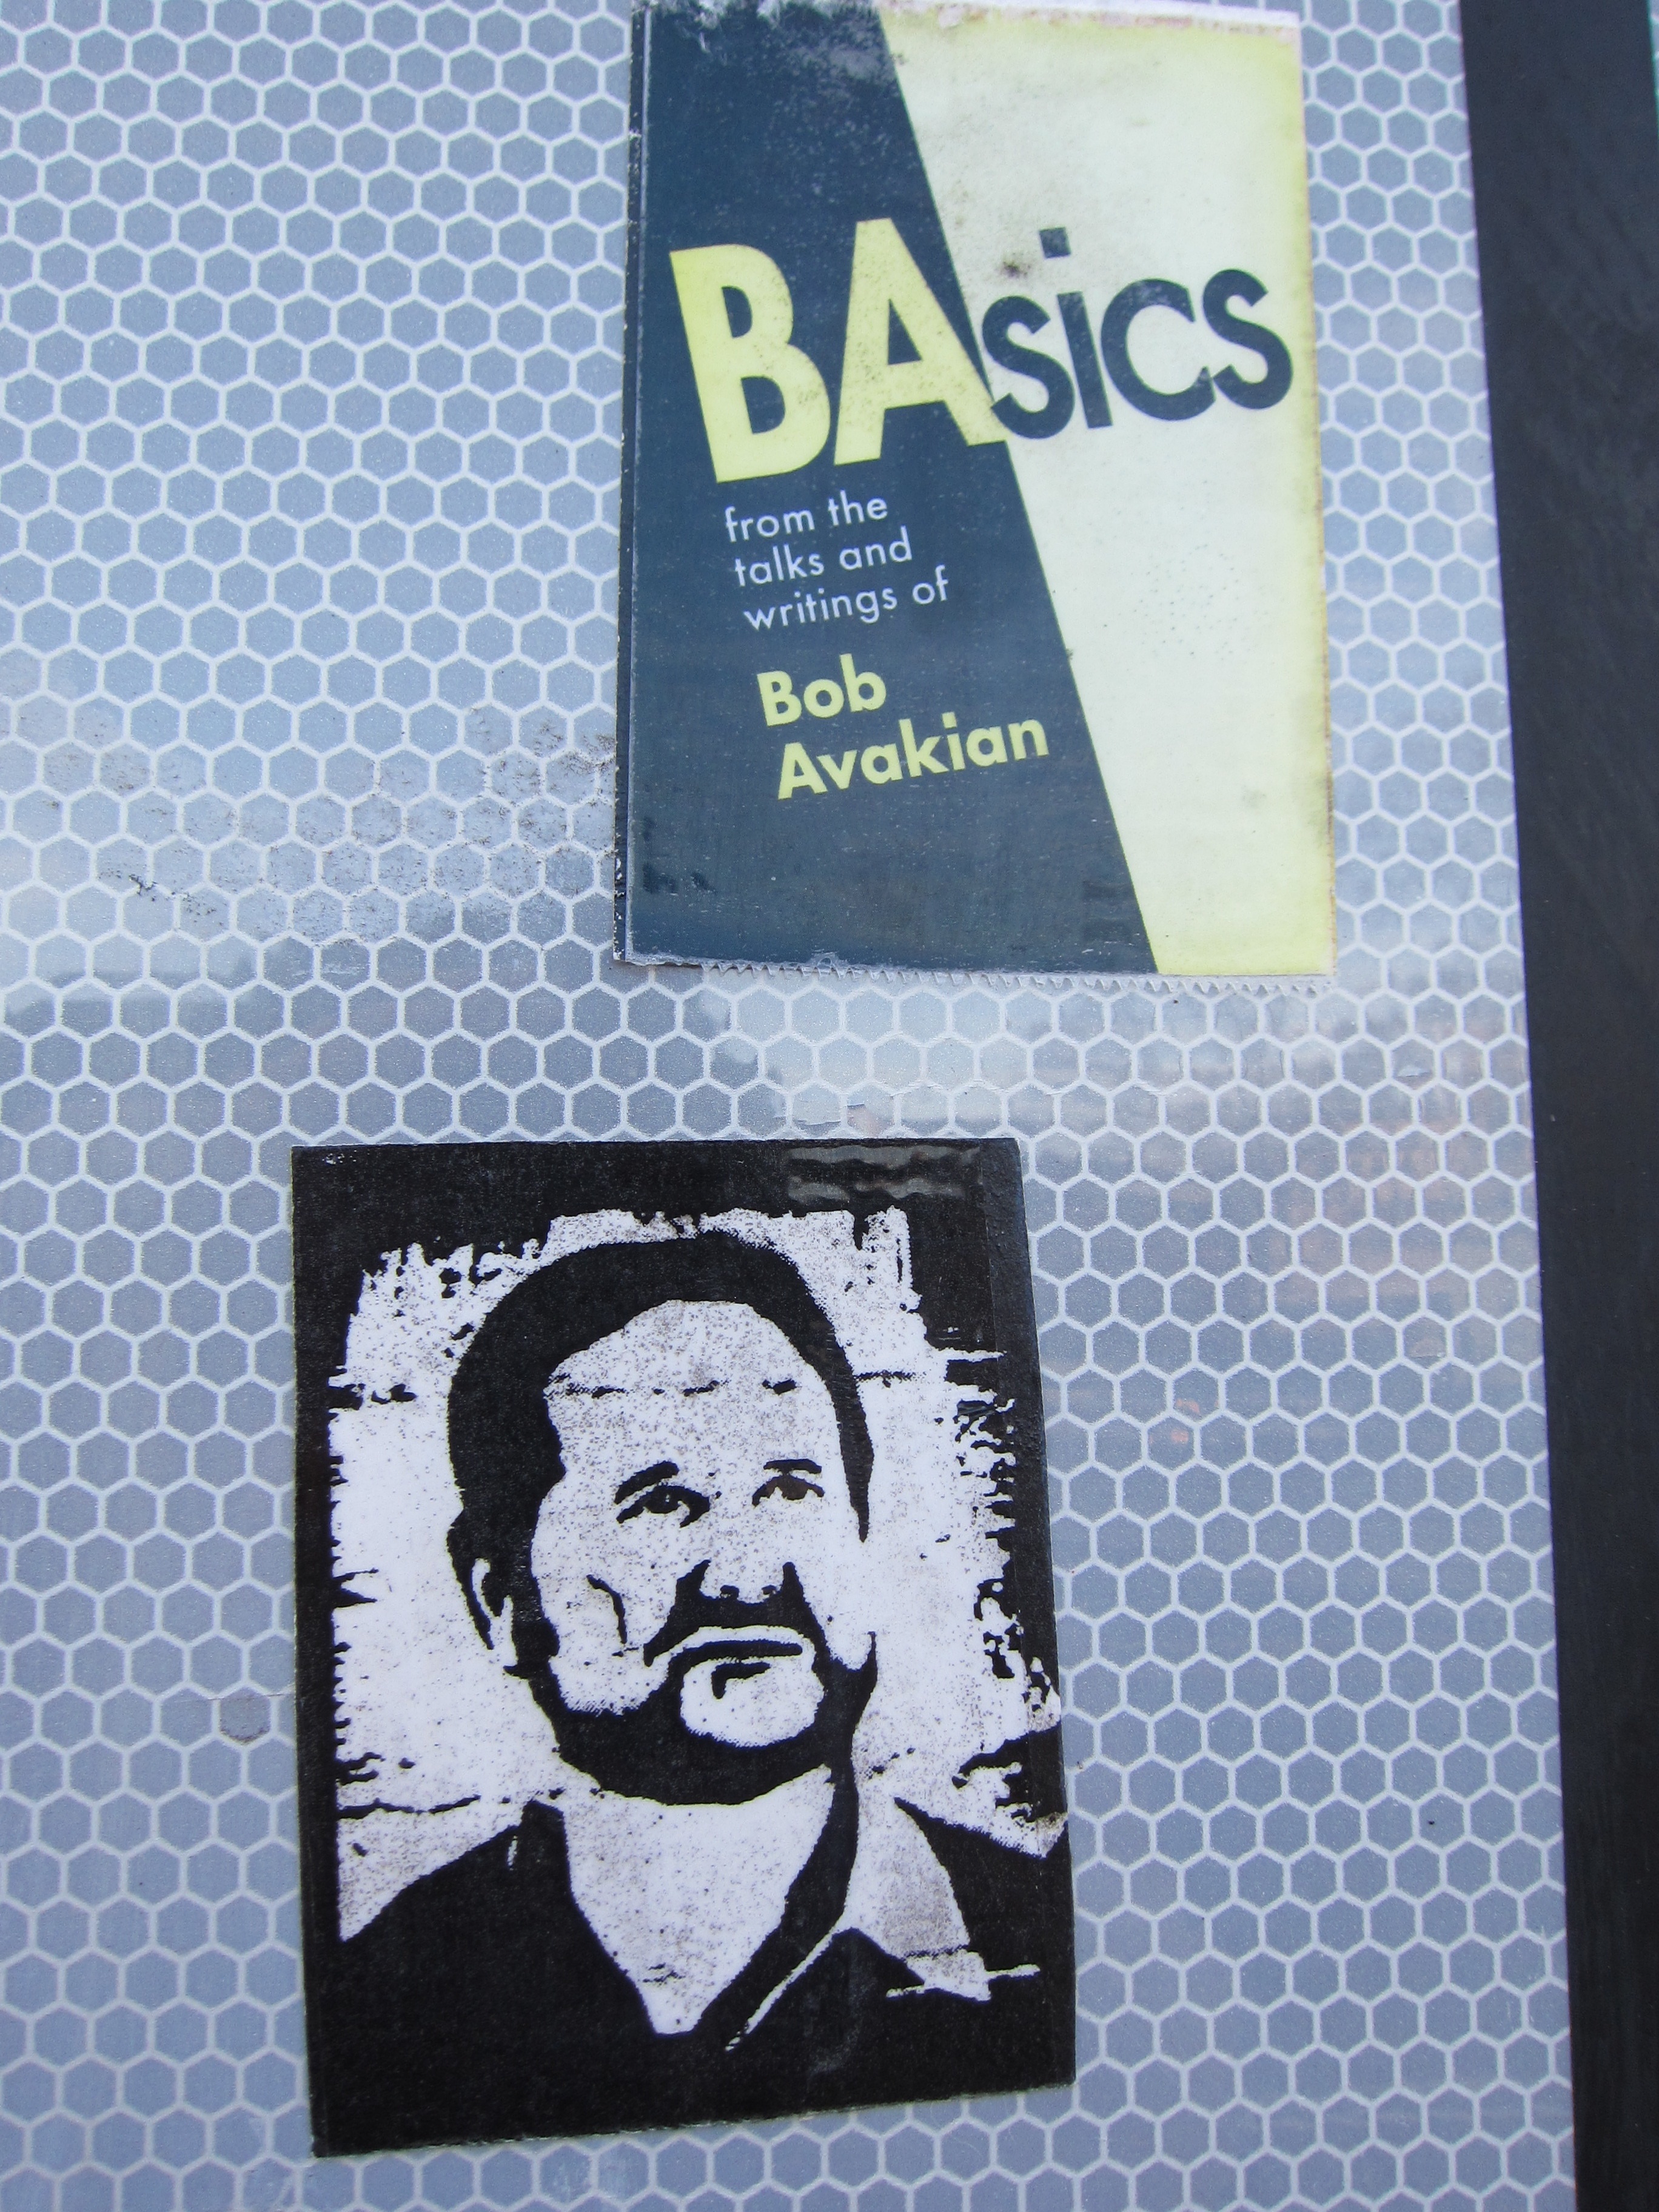 BAsics
from the
talks and
writings of
Bob
Avakian